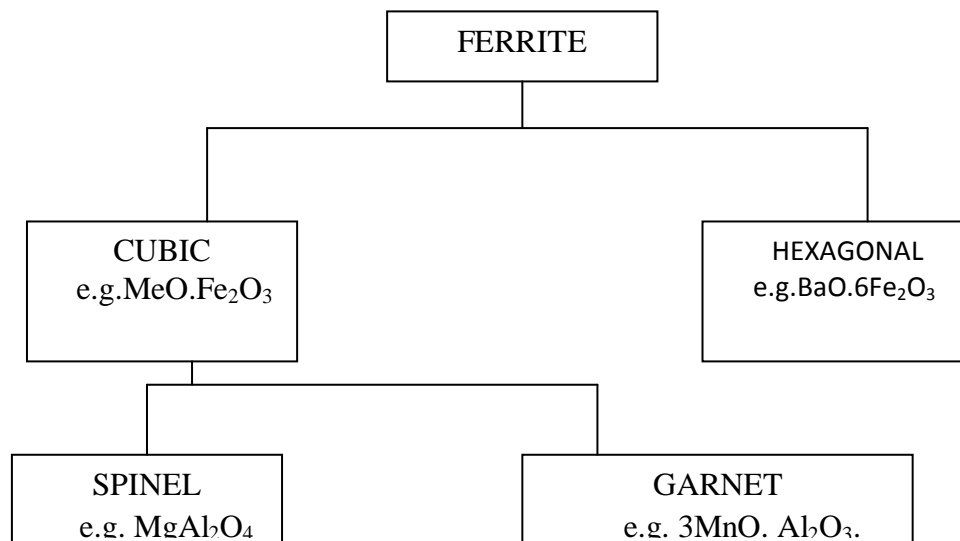 FERRITE
CUBIC
e.g.MeO.Fe₂O₃
HEXAGONAL
e.g.BaO.6Fe₂O₃
SPINEL
e.g. MgAl₂O₄
GARNET
e.g. 3MnO. Al₂O₃.